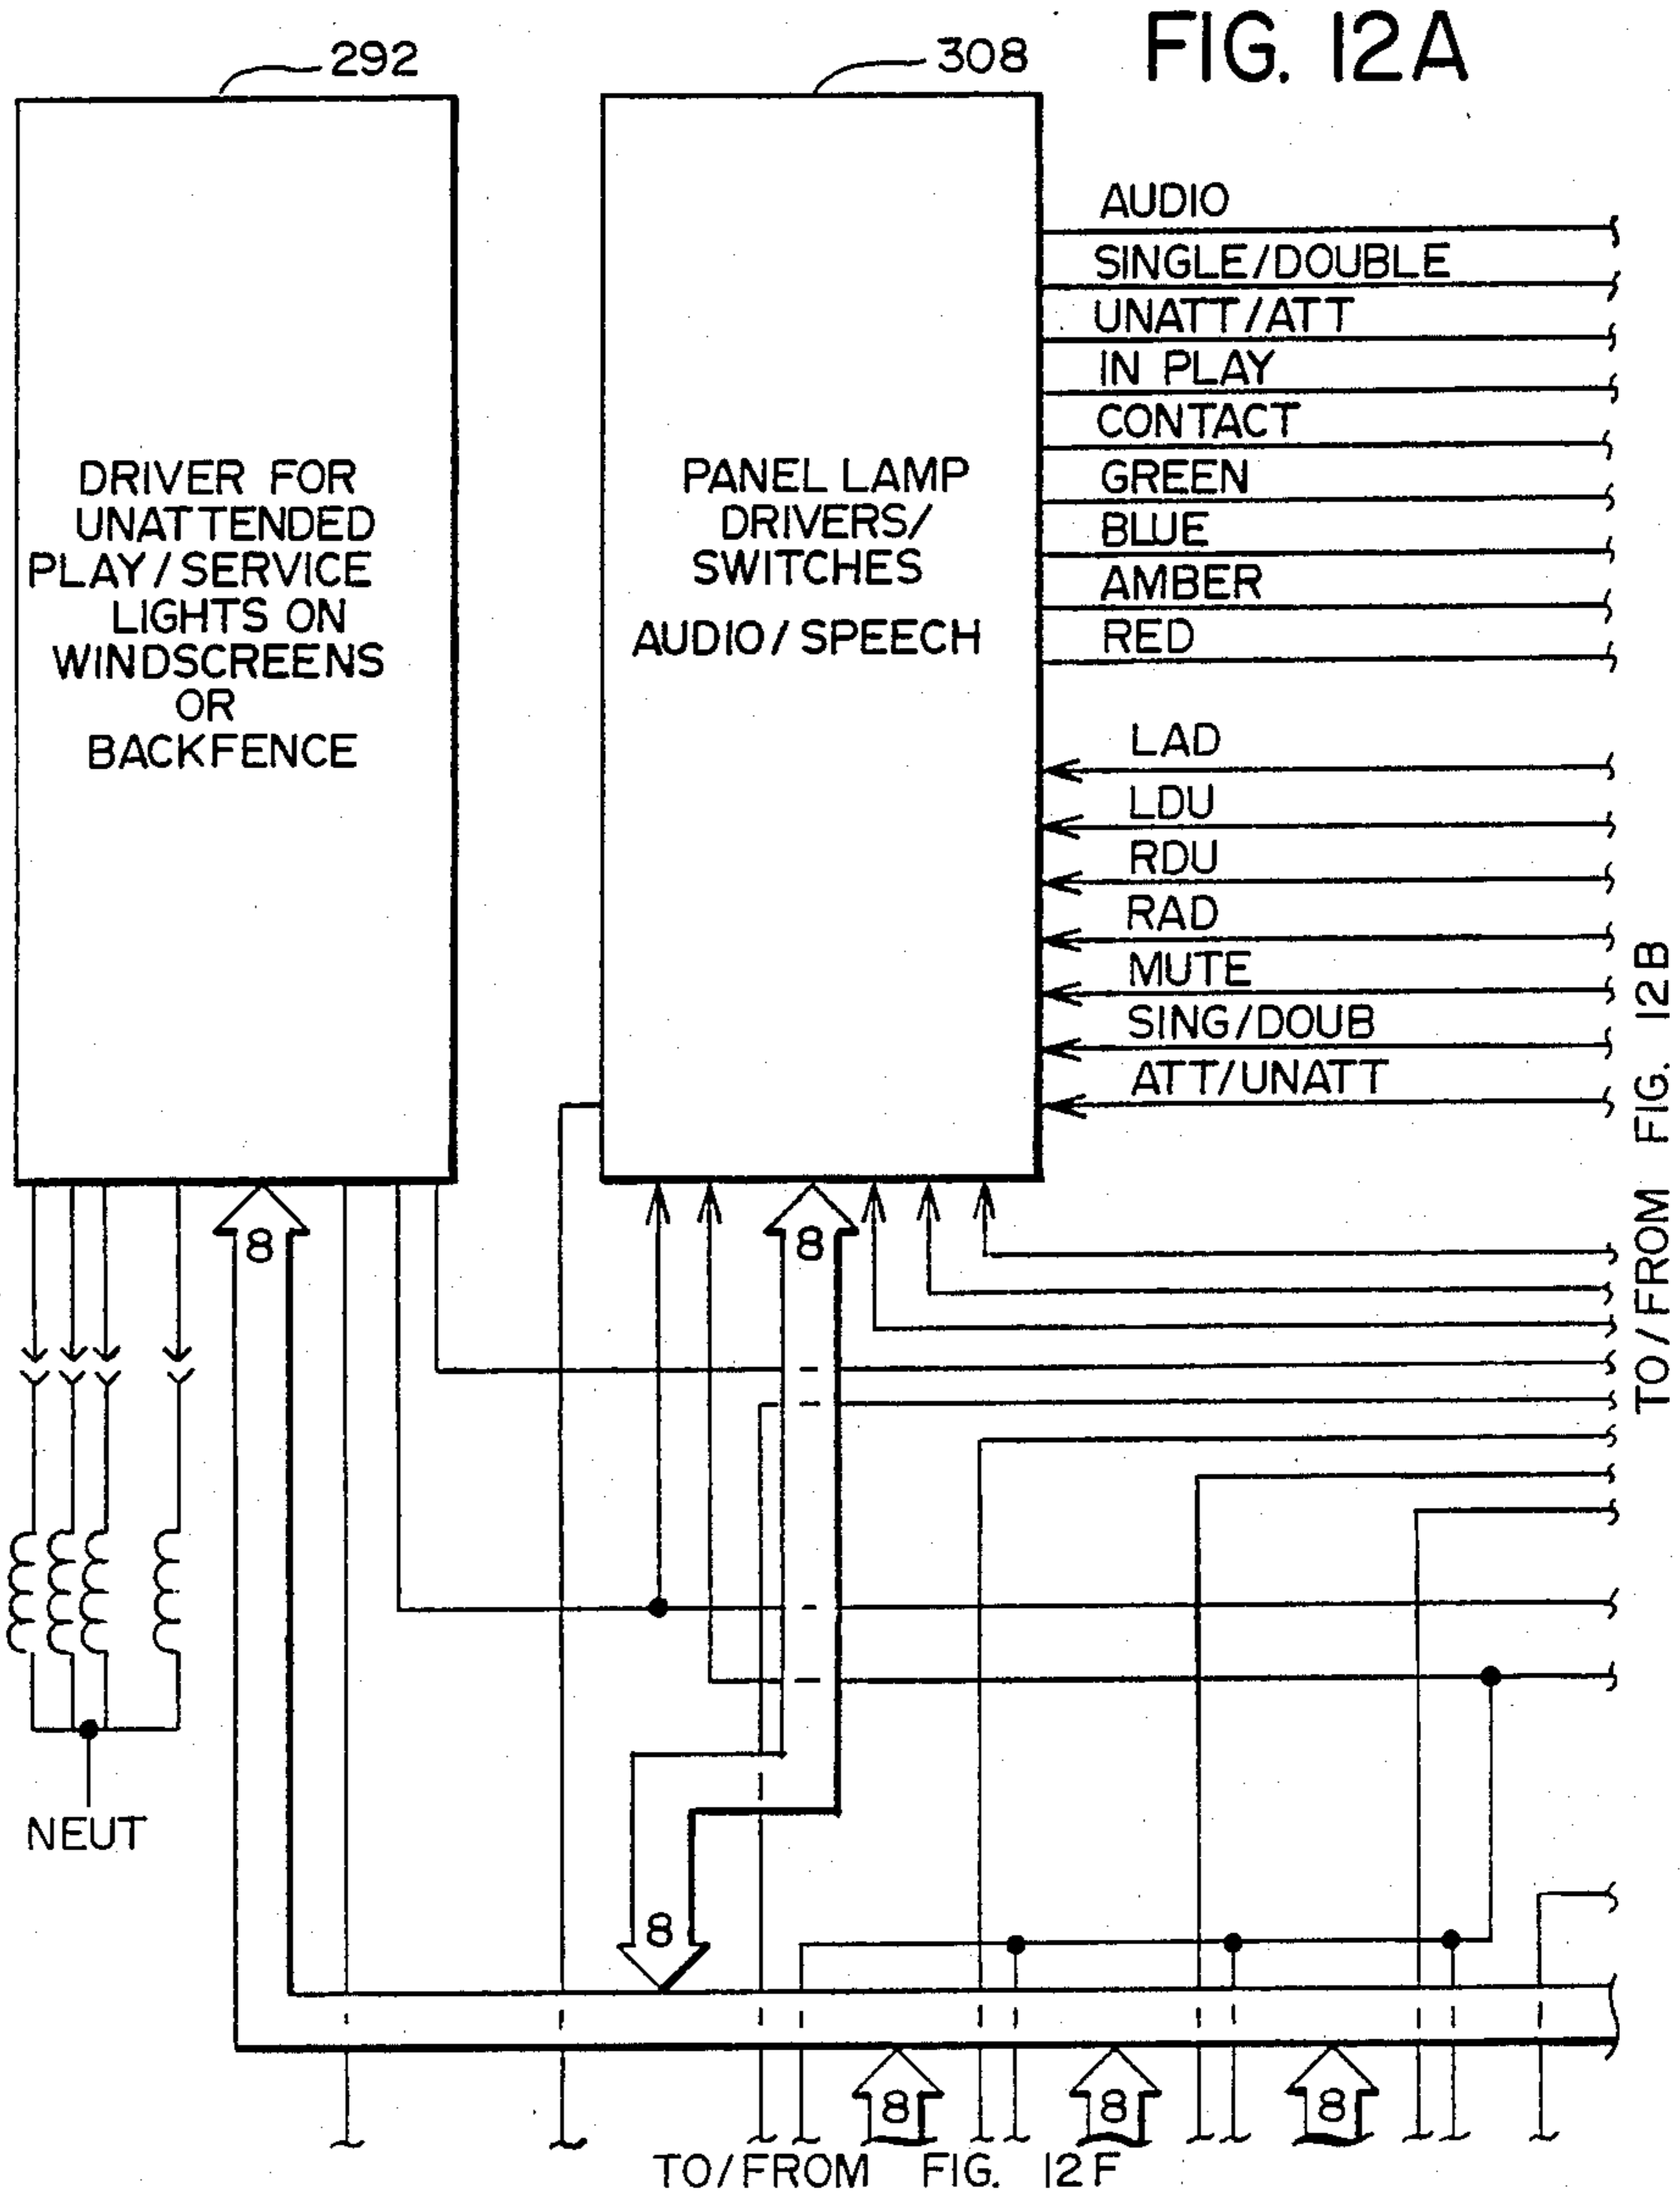 FIG. 12A
292
308
DRIVER FOR
UNATTENDED
PLAY/SERVICE
LIGHTS ON
WINDSCREENS
OR
BACKFENCE
PANEL LAMP
DRIVERS/
SWITCHES
AUDIO/SPEECH
AUDIO
SINGLE/DOUBLE
UNATT/ATT
IN PLAY
CONTACT
GREEN
BLUE
AMBER
RED
LAD
LDU
RDU
RAD
MUTE
SING/DOUB
ATT/UNATT
TO/FROM FIG. 12B
8
8
NEUT
8
8
8
8
TO/FROM FIG. 12F